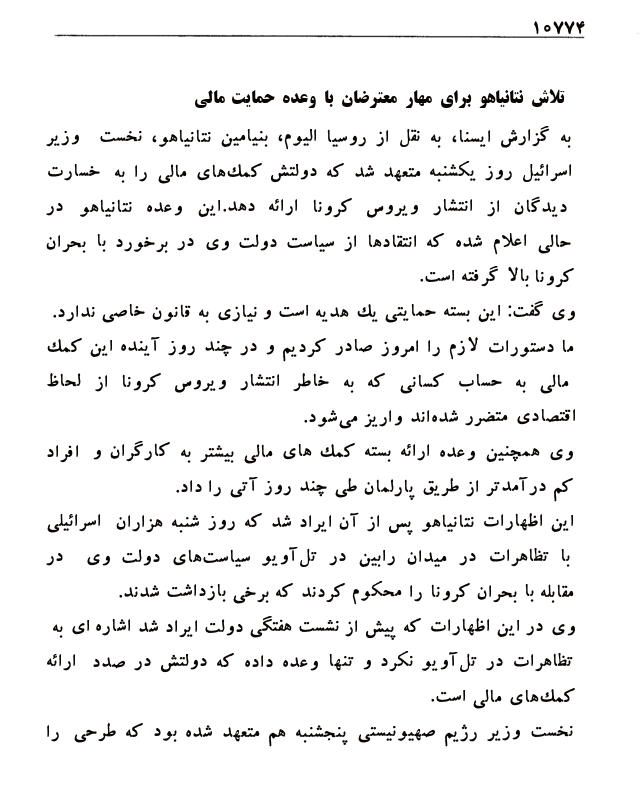 ۱۰۷۷۴
تلاش نتانیاهو برای مهار معترضان با وعده حمایت مالی
به گزارش ایسنا، به نقل از روسیا الیوم، بنیامین نتانیاهو، نخست وزیر
اسرائیل روز یکشنبه متعهد شد که دولتش کمک‌های مالی را به خسارت
دیدگان از انتشار ویروس کرونا ارائه دهد.این وعده نتانیاهو در
حالی اعلام شده که انتقادها از سیاست دولت وی در برخورد با بحران
کرونا بالا گرفته است.
وی گفت: این بسته حمایتی یك هدیه است و نیازی به قانون خاصی ندارد.
ما دستورات لازم را امروز صادر کردیم و در چند روز آینده این کمك
مالی به حساب کسانی که به خاطر انتشار ویروس کرونا از لحاظ
اقتصادی متضرر شده‌اند واریز می‌شود.
وی همچنین وعده ارائه بسته کمك های مالی بیشتر به کارگران و افراد
کم درآمدتر از طریق پارلمان طی چند روز آتی را داد.
این اظهارات نتانیاهو پس از آن ایراد شد که روز شنبه هزاران اسرائیلی
با تظاهرات در میدان رابین در تل‌آویو سیاست‌های دولت وی در
مقابله با بحران کرونا را محکوم کردند که برخی بازداشت شدند.
وی در این اظهارات که پیش از نشست هفتگی دولت ایراد شد اشاره ای به
تظاهرات در تل‌آویو نکرد و تنها وعده داده که دولتش در صدد ارائه
کمك‌های مالی است.
نخست وزیر رژیم صهیونیستی پنجشنبه هم متعهد شده بود که طرحی را